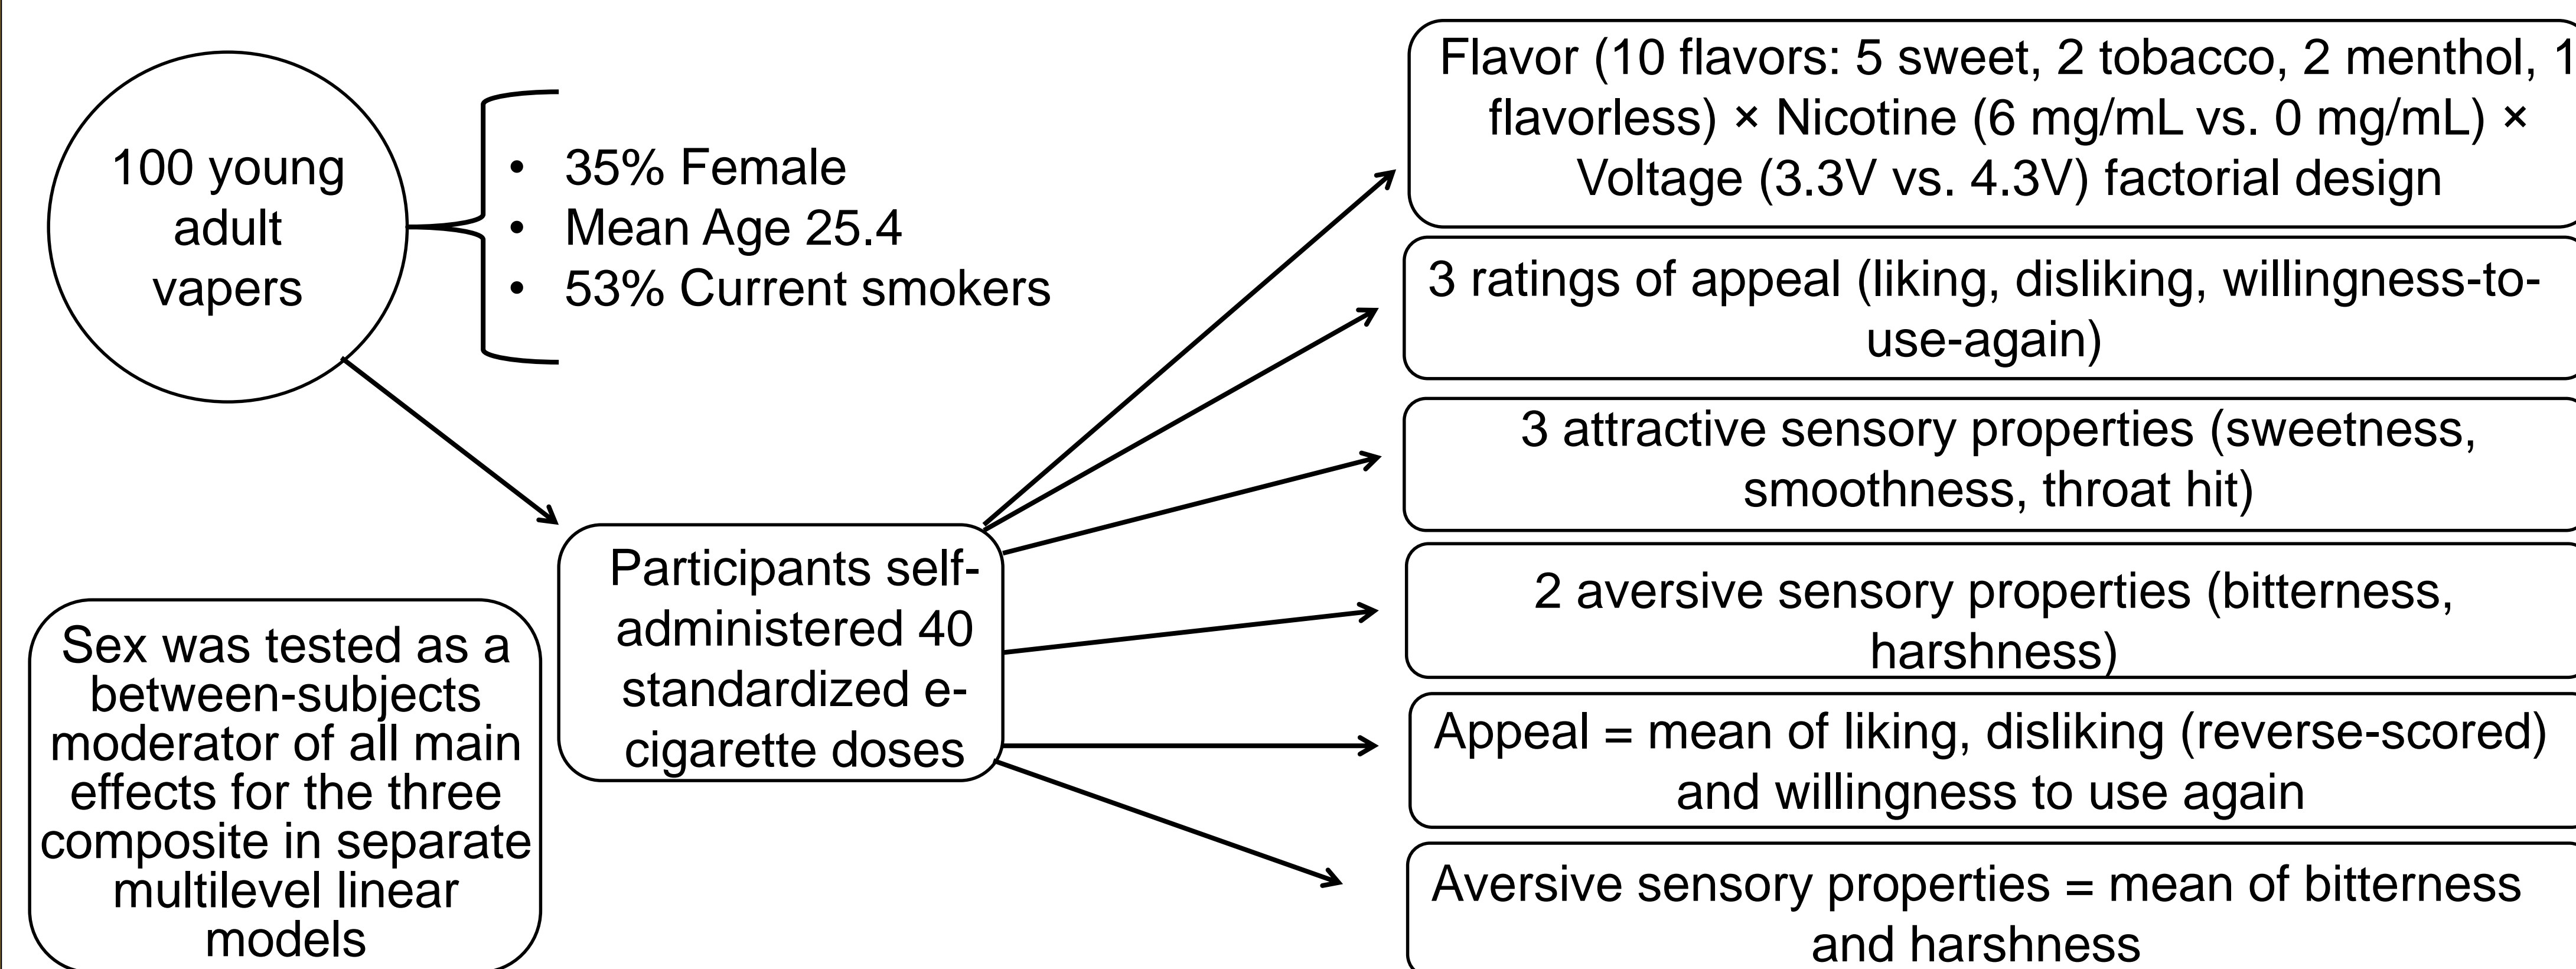 100 young
adult
vapers
• 35% Female
• Mean Age 25.4
• 53% Current smokers
Sex was tested as a
between-subjects
moderator of all main
effects for the three
composite in separate
multilevel linear
models
Participants self-
administered 40
standardized e-
cigarette doses
Flavor (10 flavors: 5 sweet, 2 tobacco, 2 menthol, 1
flavorless) × Nicotine (6 mg/mL vs. 0 mg/mL) ×
Voltage (3.3V vs. 4.3V) factorial design
3 ratings of appeal (liking, disliking, willingness-to-
use-again)
3 attractive sensory properties (sweetness,
smoothness, throat hit)
2 aversive sensory properties (bitterness,
harshness)
Appeal = mean of liking, disliking (reverse-scored)
and willingness to use again
Aversive sensory properties = mean of bitterness
and harshness